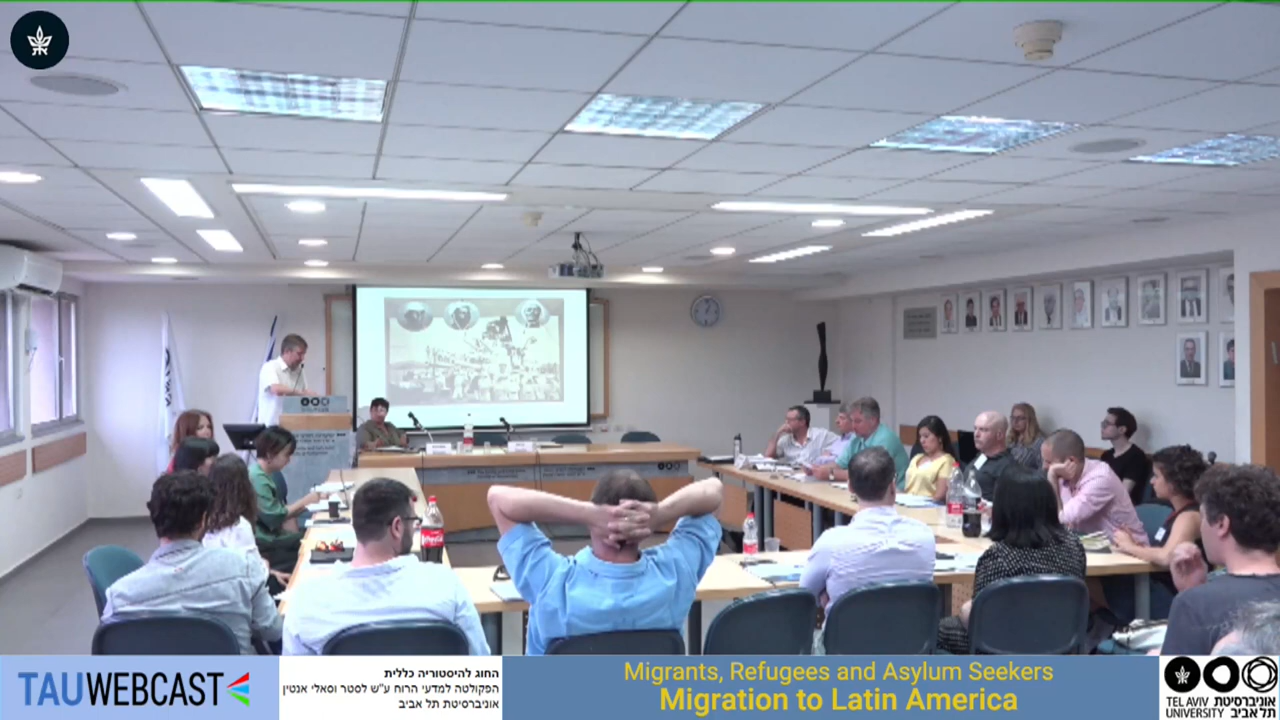 TAUWEBCAST
החוג להיסטוריה כללית
הפקולטה למדעי הרוח ע"ש לסטר וסאלי אנטין
אוניברסיטת תל אביב
Migrants, Refugees and Asylum Seekers
Migration to Latin America
TEL AVIV אוניברסיטת
UNIVERSITY תל אביב